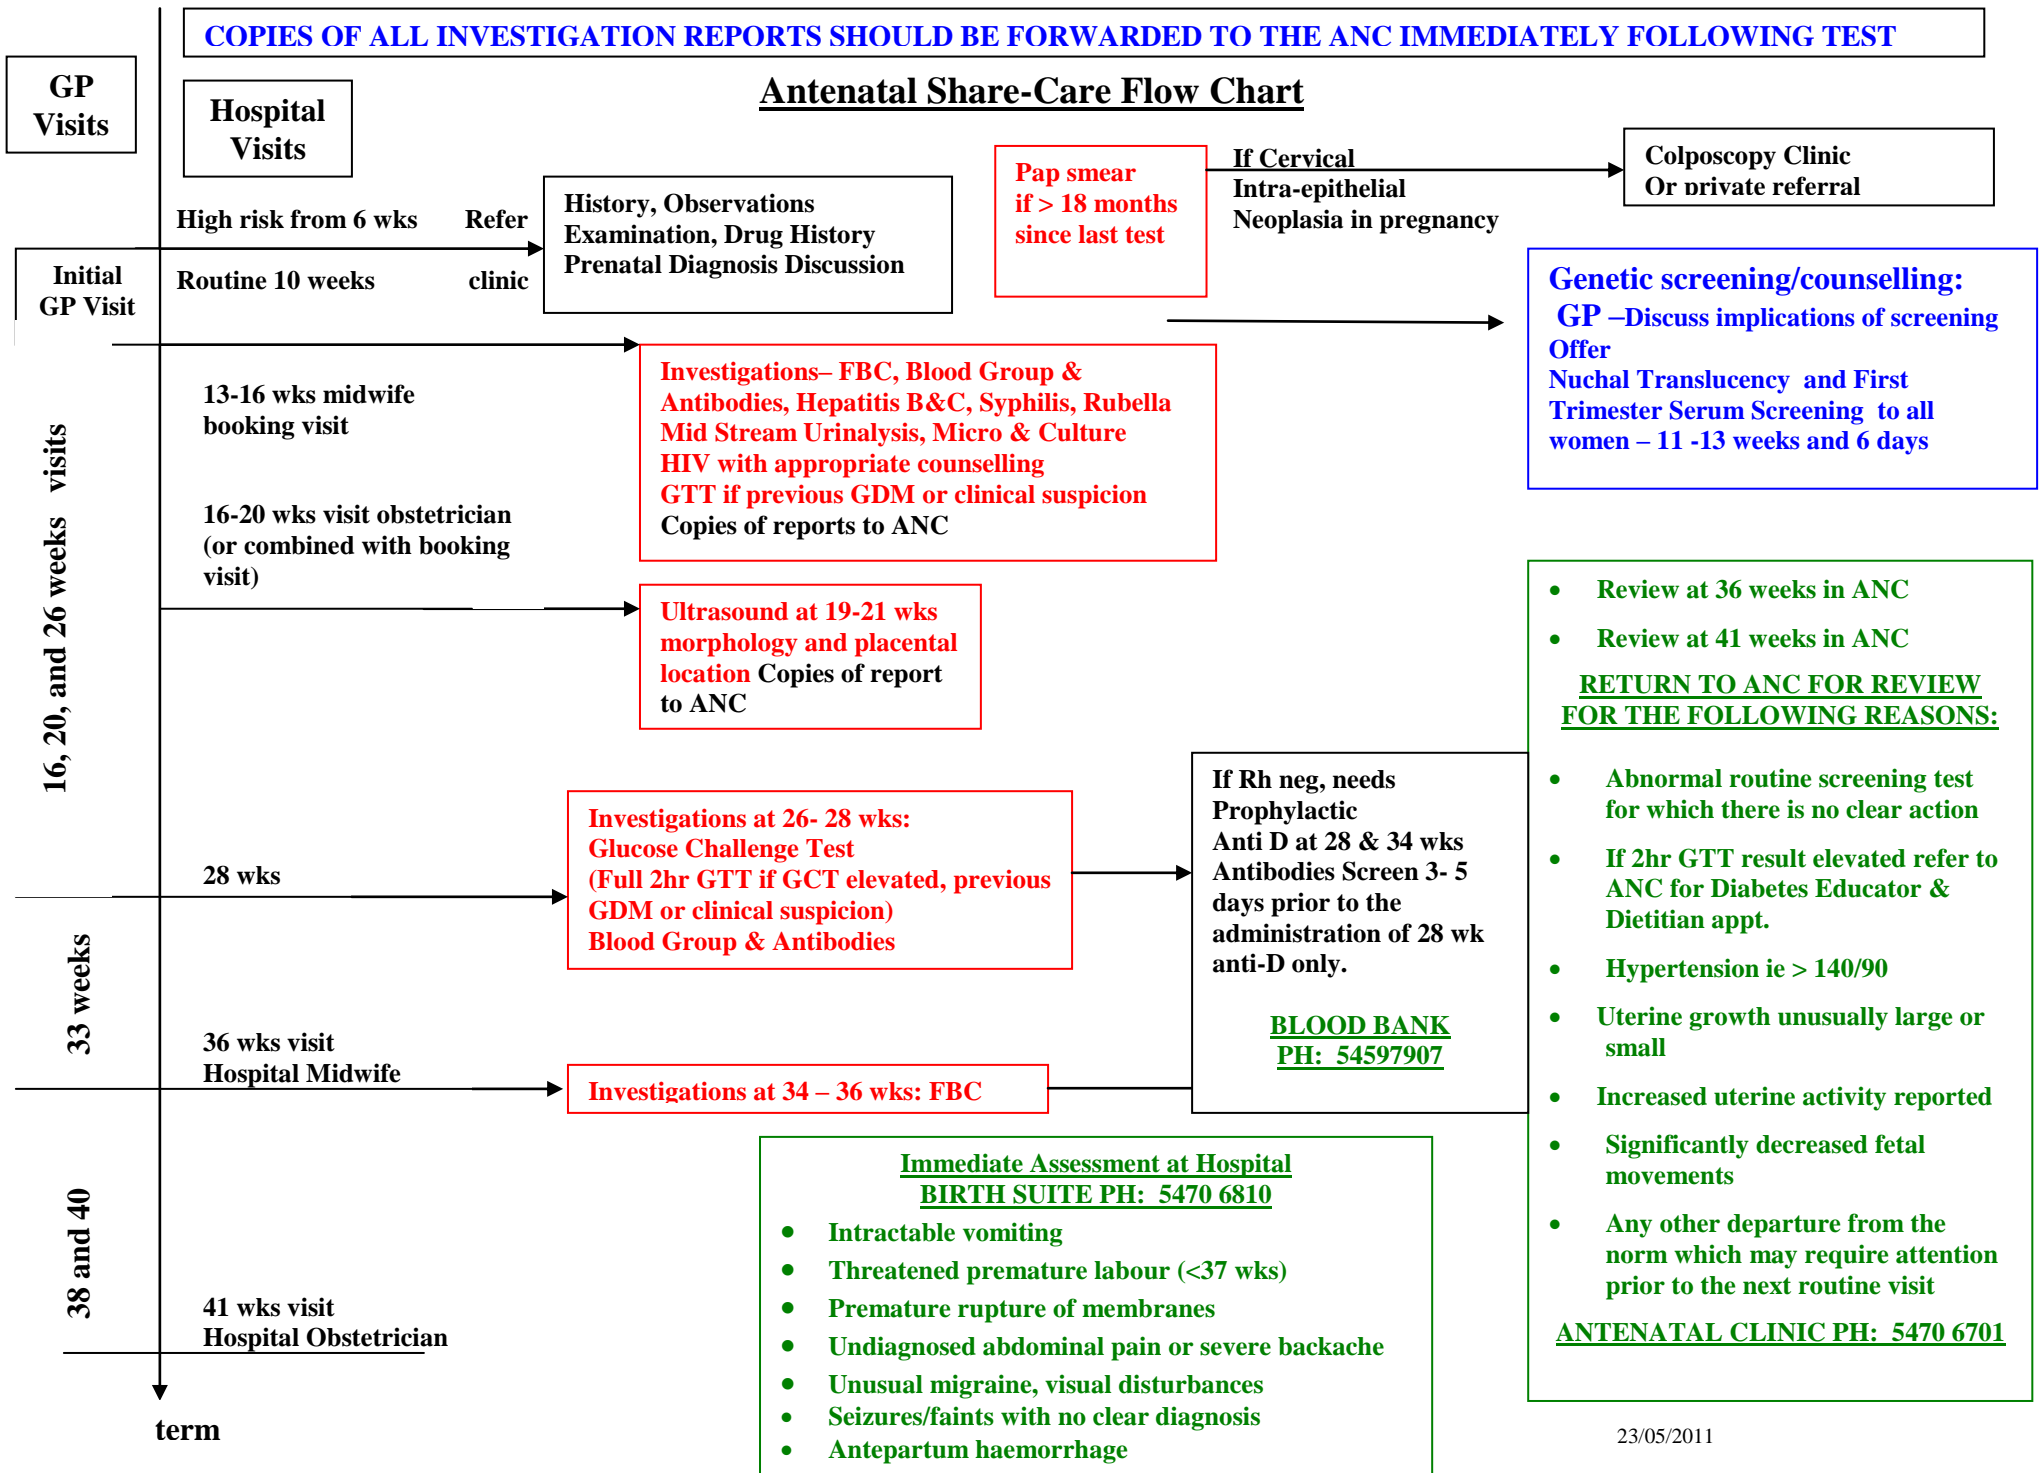 COPIES OF ALL INVESTIGATION REPORTS SHOULD BE FORWARDED TO THE ANC IMMEDIATELY FOLLOWING TEST
GP
Visits
Hospital
Visits
Antenatal Share-Care Flow Chart
High risk from 6 wks Refer
Routine 10 weeks clinic
Initial
GP Visit
History, Observations
Examination, Drug History
Prenatal Diagnosis Discussion
Pap smear
if > 18 months
since last test
If Cervical
Intra-epithelial
Neoplasia in pregnancy
Colposcopy Clinic
Or private referral
Genetic screening/counselling:
GP –Discuss implications of screening
Offer
Nuchal Translucency and First
Trimester Serum Screening to all
women – 11 -13 weeks and 6 days
13-16 wks midwife
booking visit
Investigations– FBC, Blood Group &
Antibodies, Hepatitis B&C, Syphilis, Rubella
Mid Stream Urinalysis, Micro & Culture
HIV with appropriate counselling
GTT if previous GDM or clinical suspicion
Copies of reports to ANC
16, 20, and 26 weeks visits
16-20 wks visit obstetrician
(or combined with booking
visit)
Ultrasound at 19-21 wks
morphology and placental
location Copies of report
to ANC
28 wks
Investigations at 26- 28 wks:
Glucose Challenge Test
(Full 2hr GTT if GCT elevated, previous
GDM or clinical suspicion)
Blood Group & Antibodies
If Rh neg, needs
Prophylactic
Anti D at 28 & 34 wks
Antibodies Screen 3- 5
days prior to the
administration of 28 wk
anti-D only.
BLOOD BANK
PH: 54597907
33 weeks
36 wks visit
Hospital Midwife
Investigations at 34 – 36 wks: FBC
• Review at 36 weeks in ANC
• Review at 41 weeks in ANC
RETURN TO ANC FOR REVIEW
FOR THE FOLLOWING REASONS:
• Abnormal routine screening test
for which there is no clear action
• If 2hr GTT result elevated refer to
ANC for Diabetes Educator &
Dietitian appt.
• Hypertension ie > 140/90
• Uterine growth unusually large or
small
• Increased uterine activity reported
• Significantly decreased fetal
movements
• Any other departure from the
norm which may require attention
prior to the next routine visit
ANTENATAL CLINIC PH: 5470 6701
38 and 40
41 wks visit
Hospital Obstetrician
term
Immediate Assessment at Hospital
BIRTH SUITE PH: 5470 6810
• Intractable vomiting
• Threatened premature labour (<37 wks)
• Premature rupture of membranes
• Undiagnosed abdominal pain or severe backache
• Unusual migraine, visual disturbances
• Seizures/faints with no clear diagnosis
• Antepartum haemorrhage
23/05/2011